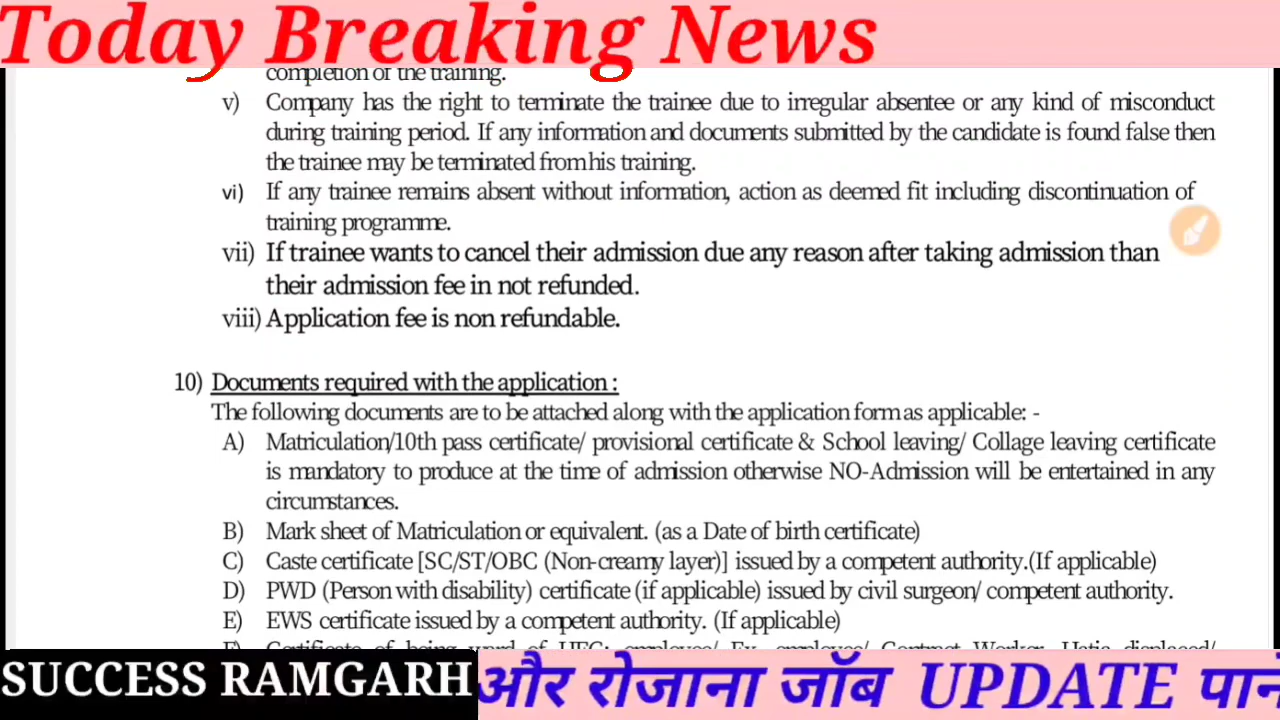 Today Breaking News
completion of the training.
v) Company has the right to terminate the trainee due to irregular absentee or any kind of misconduct
during training period. If any information and documents submitted by the candidate is found false then
the trainee may be terminated from his training.
vi) If any trainee remains absent without information, action as deemed fit including discontinuation of
training programme.
vii) If trainee wants to cancel their admission due any reason after taking admission than
their admission fee in not refunded.
viii) Application fee is non refundable.
10) Documents required with the application :
The following documents are to be attached along with the application form as applicable: -
A) Matriculation/10th pass certificate/ provisional certificate & School leaving/ Collage leaving certificate
is mandatory to produce at the time of admission otherwise NO-Admission will be entertained in any
circumstances.
B) Mark sheet of Matriculation or equivalent. (as a Date of birth certificate)
C) Caste certificate [SC/ST/OBC (Non-creamy layer)] issued by a competent authority.(If applicable)
D) PWD (Person with disability) certificate (if applicable) issued by civil surgeon/ competent authority.
E) EWS certificate issued by a competent authority. (If applicable)
SUCCESS RAMGARH और रोजाना जॉब UPDATE पाने